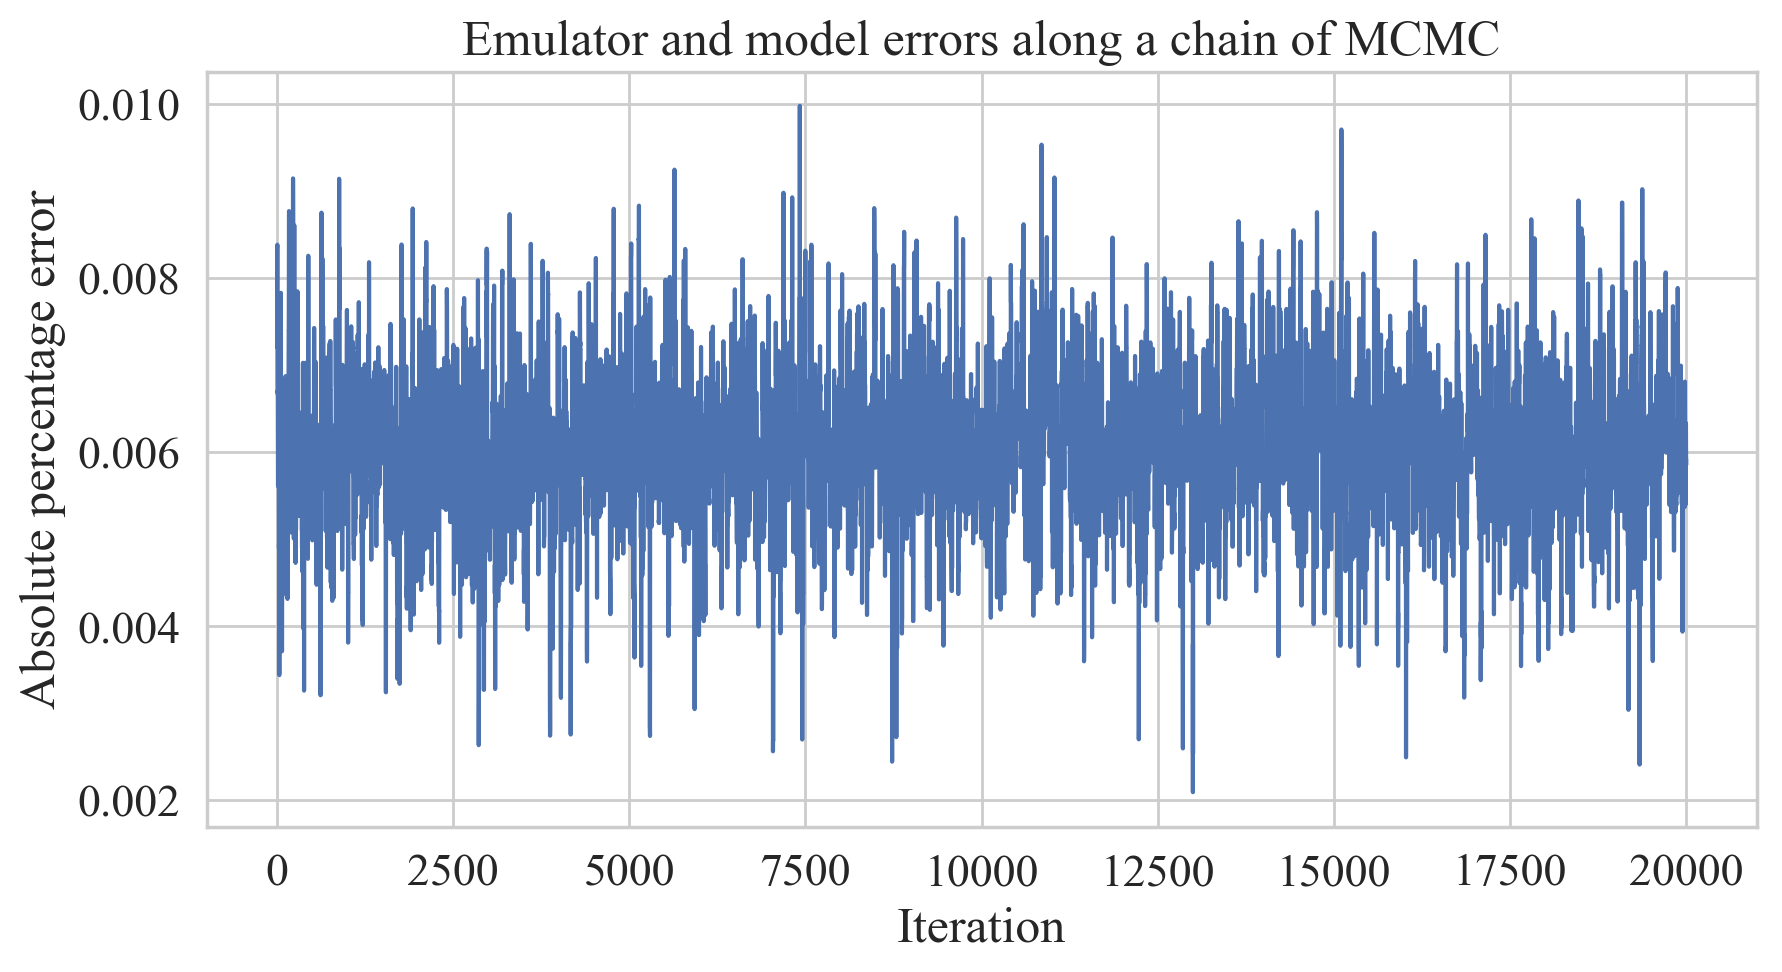 Emulator and model errors along a chain of MCMC
Absolute percentage error
0.010
0.008
0.006
0.004
0.002
0 2500 5000 7500 10000 12500 15000 17500 20000
Iteration